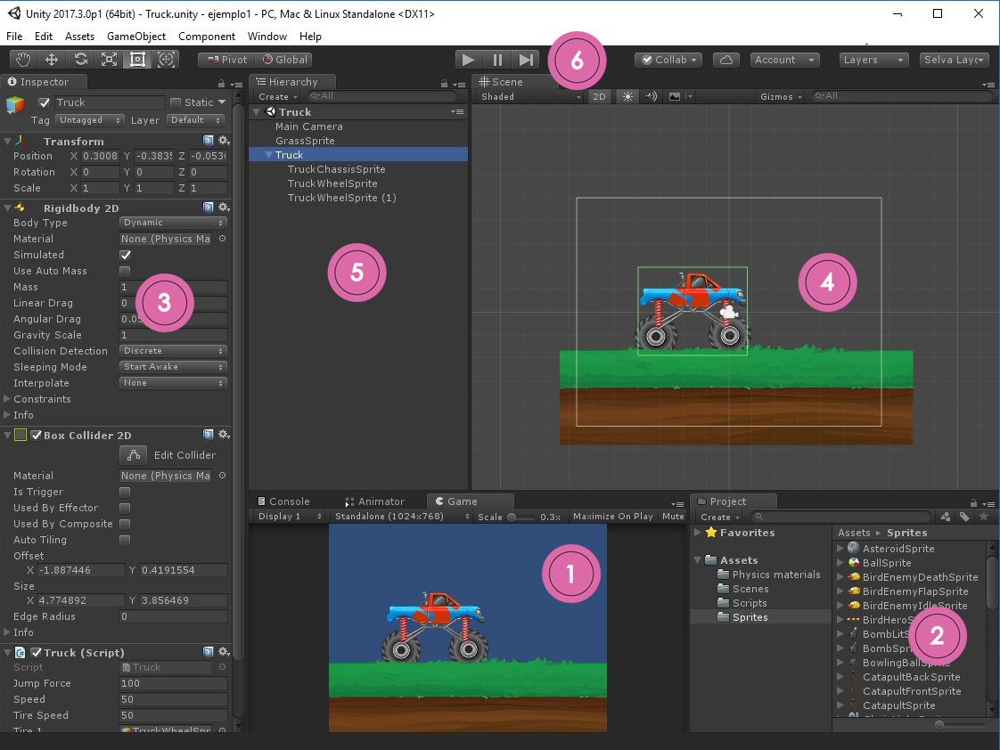 Unity 2017.3.0p1 (64bit) - Truck.unity - ejemplo1 - PC, Mac & Linux Standalone <DX11>
File Edit Assets GameObject Component Window Help
Pivot Global Collab Account Layers Selva Layc
6
Inspector
Truck Static
Tag Untagged Layer Default
Transform
Position X 0.3008 Y -0.383 Z -0.053
Rotation X 0 Y 0 Z 0
Scale X 1 Y 1 Z 1
Rigidbody 2D
Body Type Dynamic
Material None (Physics Ma
Simulated
Use Auto Mass
Mass 1
Linear Drag 0
Angular Drag 0.05
Gravity Scale 1
Collision Detection Discrete
Sleeping Mode Start Awake
Interpolate None
Constraints
Info
3
Box Collider 2D
Edit Collider
Material None (Physics Ma
Is Trigger
Used By Effector
Used By Composite
Auto Tiling
Offset
X -1.887446 Y 0.4191554
Size
X 4.774892 Y 3.856469
Edge Radius 0
Info
Truck (Script)
Script Truck
Jump Force 100
Speed 50
Tire Speed 50
Tire 1 TruckWheelSpr
Hierarchy
Create All
Truck
Main Camera
GrassSprite
Truck
TruckChassisSprite
TruckWheelSprite
TruckWheelSprite (1)
5
Scene
Shaded 2D Gizmos All
4
Console Animator Game
Display 1 Standalone (1024x768) Scale 0.3x Maximize On Play Mute
1
Project
Create
Favorites
Assets
Physics materials
Scenes
Scripts
Sprites
Assets Sprites
AsteroidSprite
BallSprite
BirdEnemyDeathSprite
BirdEnemyFlapSprite
BirdEnemyIdleSprite
BirdHeroS
BombLitS
BombSpri
BowlingBallSprite
CatapultBackSprite
CatapultFrontSprite
CatapultSprite
2